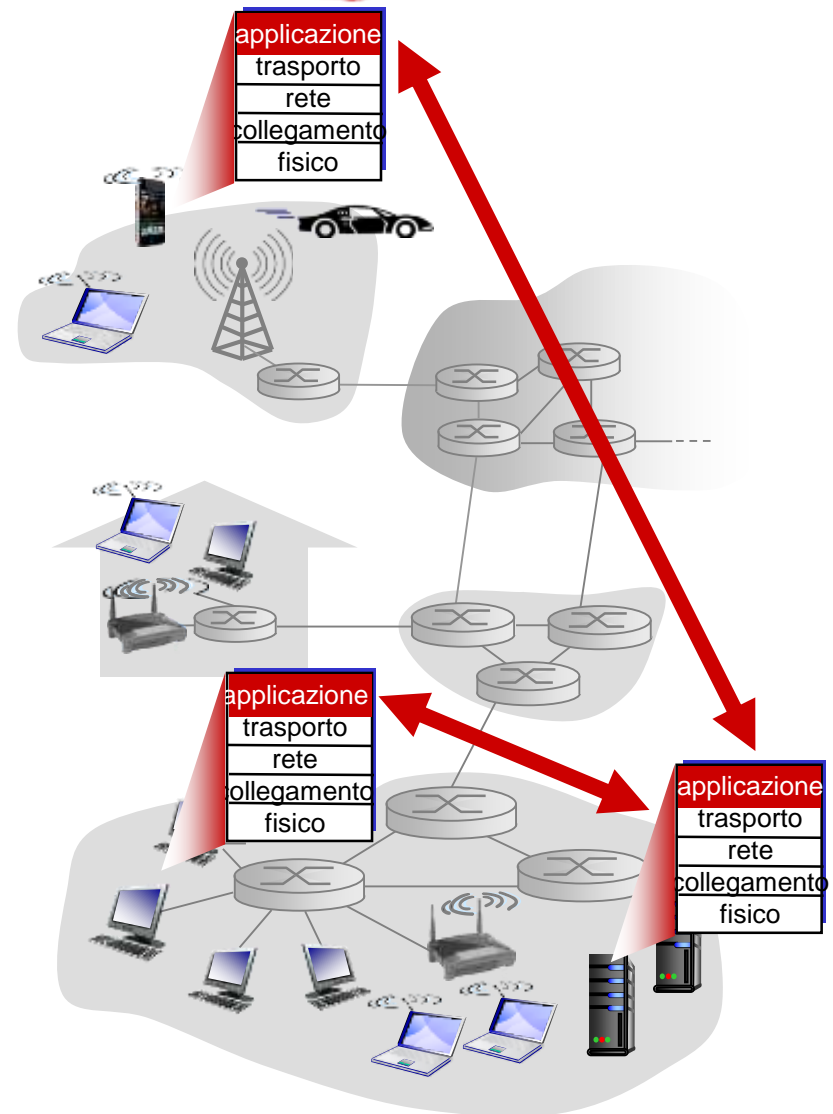 applicazione
trasporto
rete
collegamento
fisico
applicazione
trasporto
rete
collegamento
fisico
applicazione
trasporto
rete
collegamento
fisico